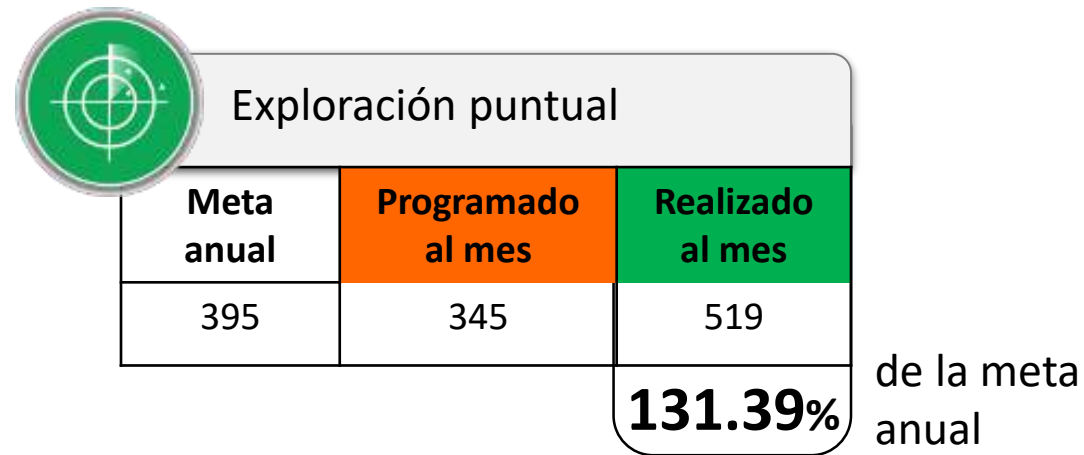 Exploración puntual
Meta anual
Programado al mes
Realizado al mes
395 345 519
131.39%
de la meta
anual